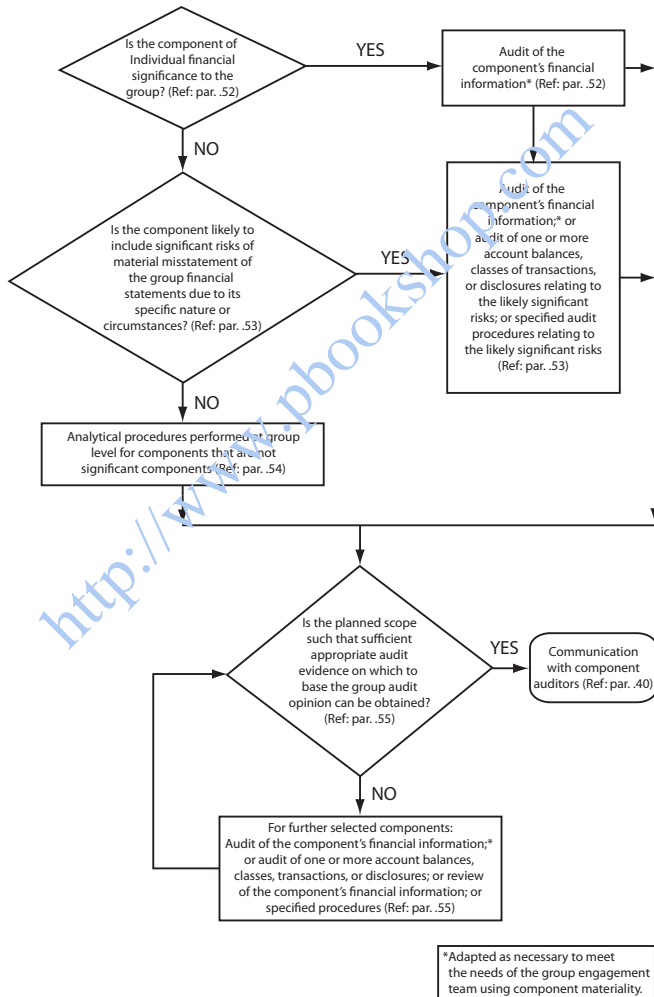 Is the component of
Individual financial
significance to the
group? (Ref: par. .52)
YES
Audit of the
component's financial
information* (Ref: par. .52)
NO
Is the component likely to
include significant risks of
material misstatement of
the group financial
statements due to its
specific nature or
circumstances? (Ref: par. .53)
YES
Audit of the
component's financial
information;* or
audit of one or more
account balances,
classes of transactions,
or disclosures relating to
the likely significant
risks; or specified audit
procedures relating to
the likely significant risks
(Ref: par. .53)
NO
Analytical procedures performed at group
level for components that are not
significant components (Ref: par. .54)
Is the planned scope
such that sufficient
appropriate audit
evidence on which to
base the group audit
opinion can be obtained?
(Ref: par. .55)
YES
Communication
with component
auditors (Ref: par. .40)
NO
For further selected components:
Audit of the component's financial information;*
or audit of one or more account balances,
classes, transactions, or disclosures; or review
of the component's financial information; or
specified procedures (Ref: par. .55)
*Adapted as necessary to meet
the needs of the group engagement
team using component materiality.
http://www.pbookshop.com